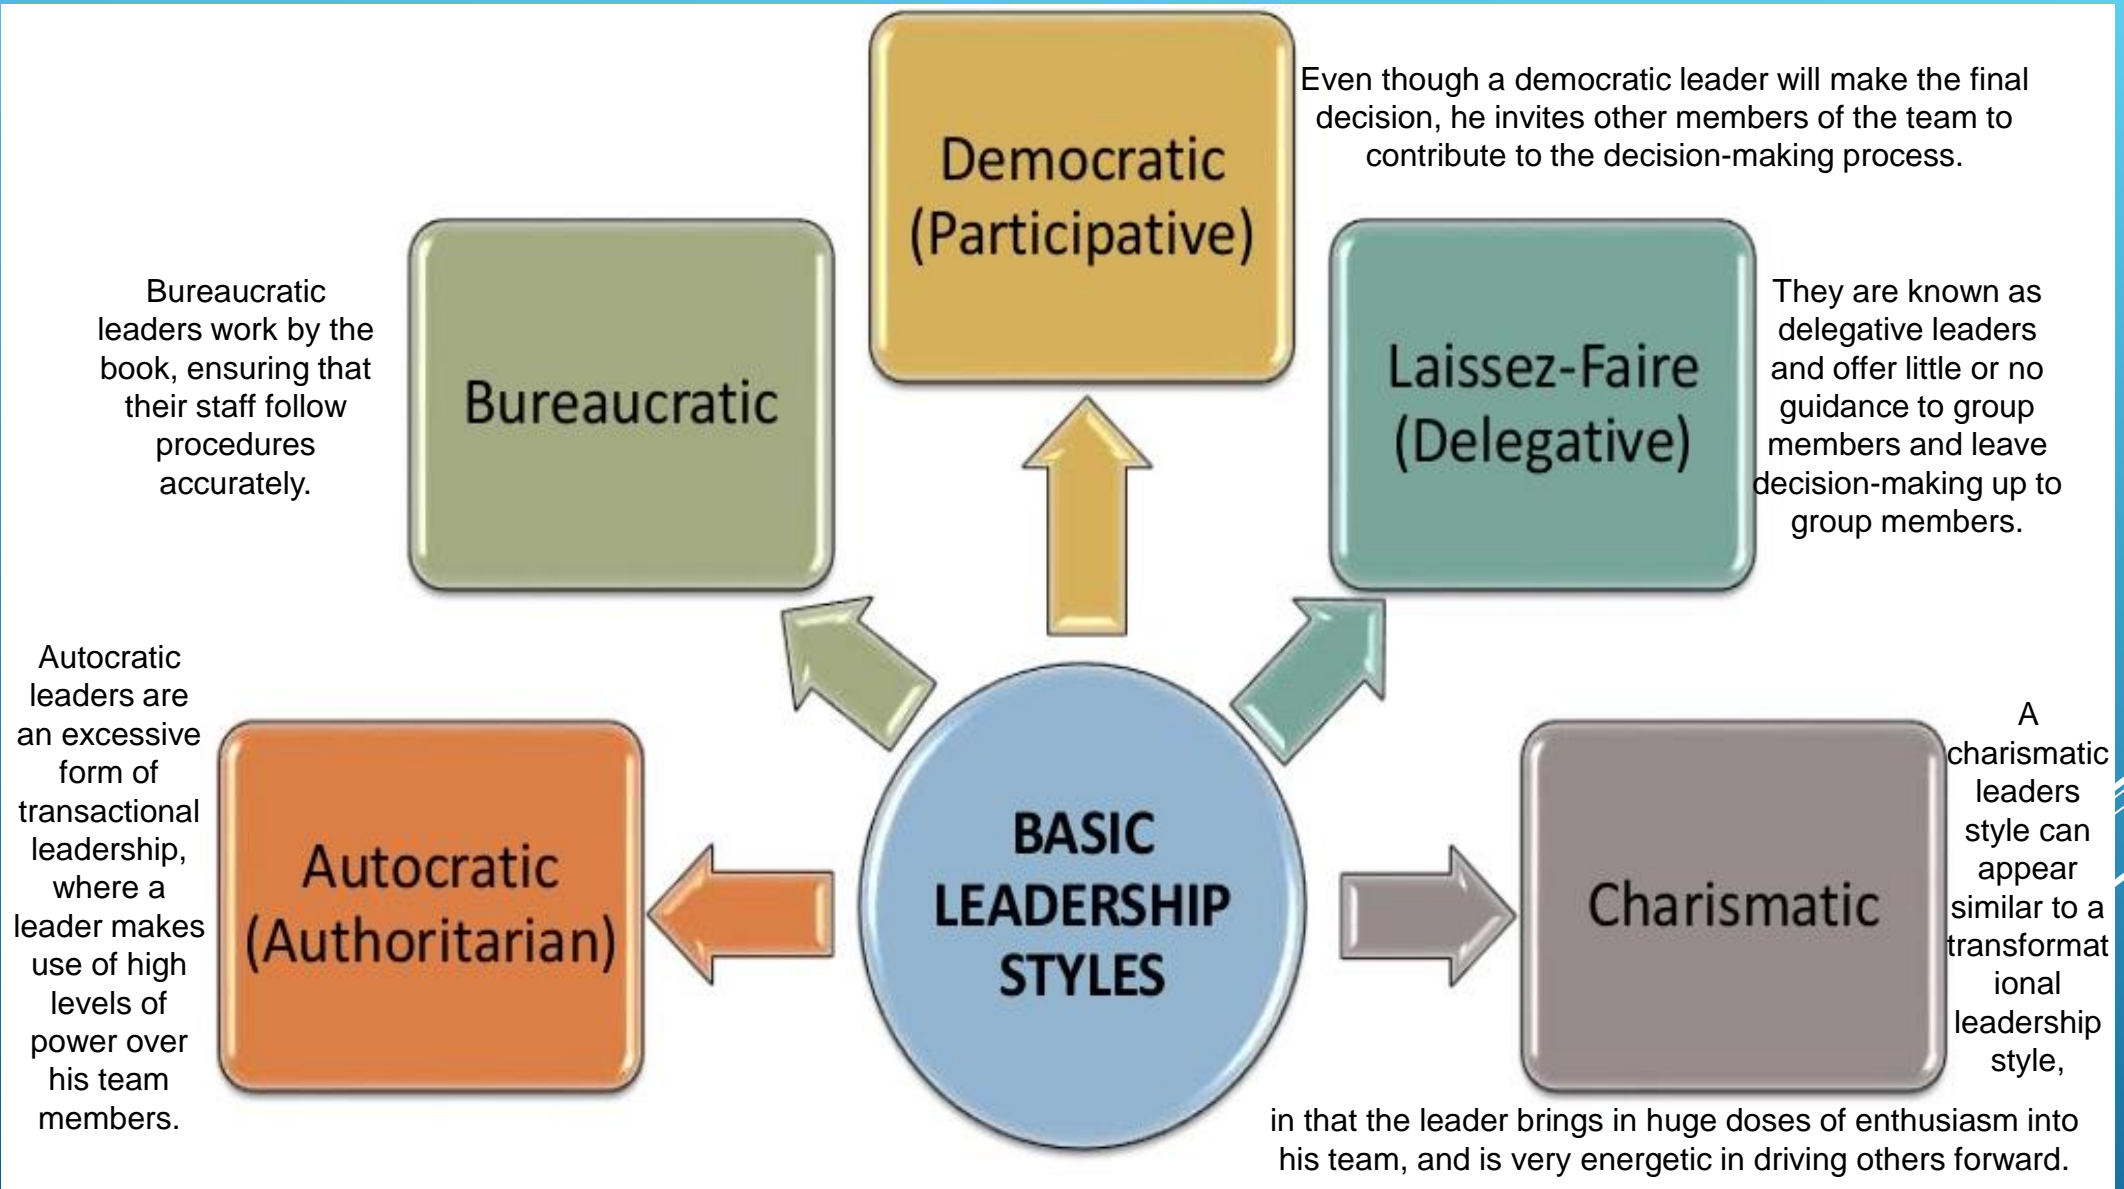 Democratic
(Participative)
Even though a democratic leader will make the final
decision, he invites other members of the team to
contribute to the decision-making process.
Bureaucratic
leaders work by the
book, ensuring that
their staff follow
procedures
accurately.
Bureaucratic
Laissez-Faire
(Delegative)
They are known as
delegative leaders
and offer little or no
guidance to group
members and leave
decision-making up to
group members.
Autocratic
leaders are
an excessive
form of
transactional
leadership,
where a
leader makes
use of high
levels of
power over
his team
members.
Autocratic
(Authoritarian)
BASIC
LEADERSHIP
STYLES
Charismatic
A
charismatic
leaders
style can
appear
similar to a
transformat
ional
leadership
style,
in that the leader brings in huge doses of enthusiasm into
his team, and is very energetic in driving others forward.